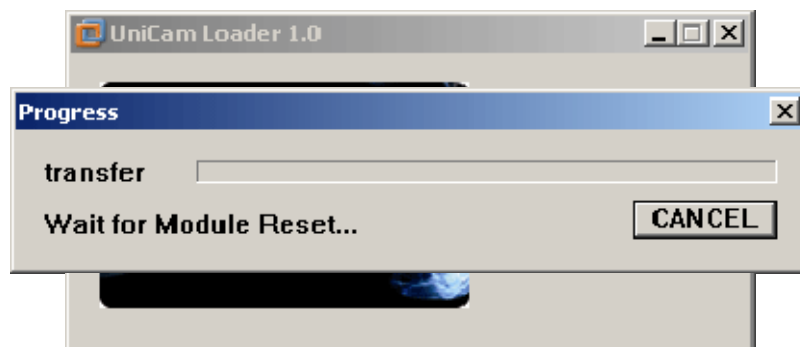 UniCam Loader 1.0
Progress
transfer
Wait for Module Reset...
CANCEL